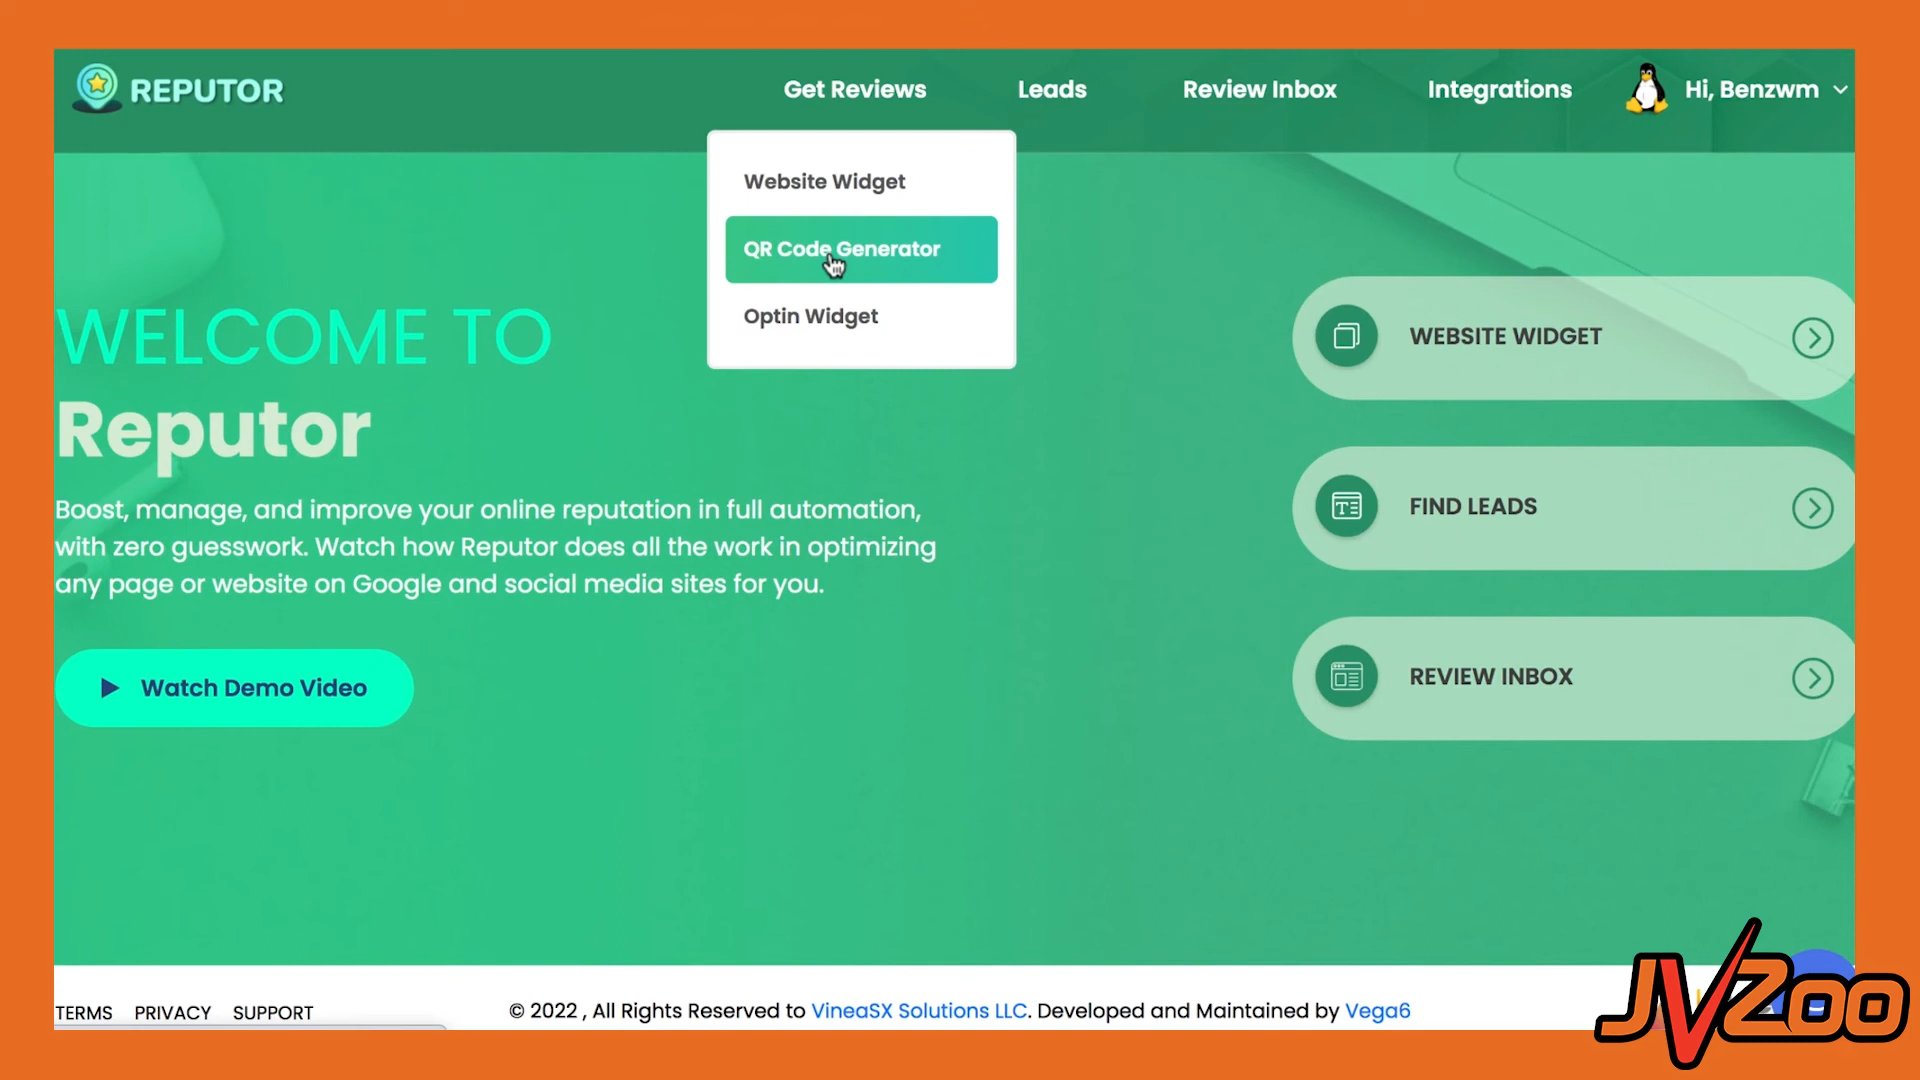 REPUTOR
Get Reviews
Leads
Review Inbox
Integrations
Hi, Benzwm
Website Widget
QR Code Generator
Optin Widget
WELCOME TO
Reputor
Boost, manage, and improve your online reputation in full automation,
with zero guesswork. Watch how Reputor does all the work in optimizing
any page or website on Google and social media sites for you.
Watch Demo Video
WEBSITE WIDGET
FIND LEADS
REVIEW INBOX
TERMS
PRIVACY
SUPPORT
© 2022 , All Rights Reserved to VineaSX Solutions LLC. Developed and Maintained by Vega6
JVZoo